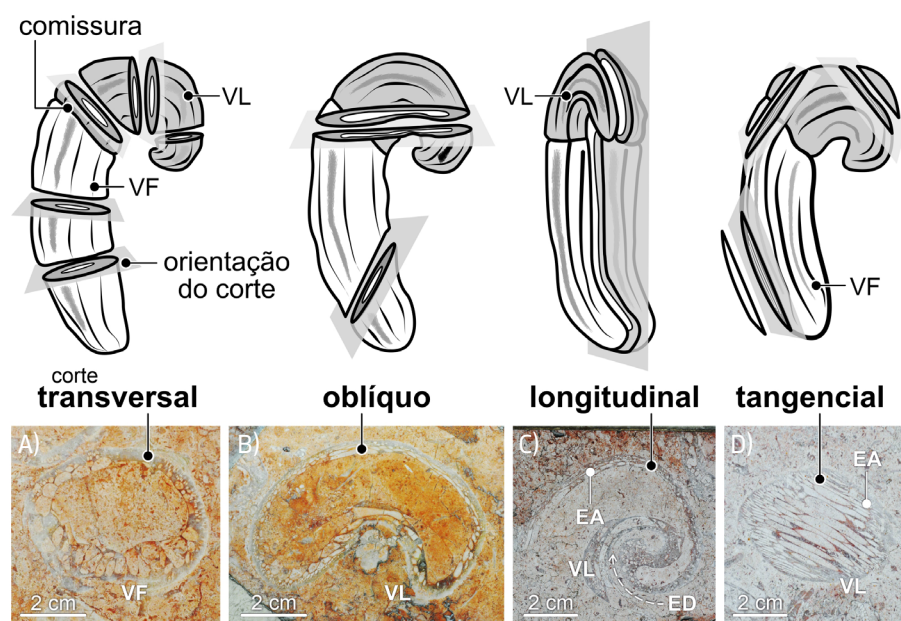 comissura
VL
VF
orientação
do corte
VL
VF
corte
transversal
oblíquo
longitudinal
tangencial
A)
VF
2 cm
B)
VL
2 cm
C)
EA
VL
ED
2 cm
D)
EA
VL
2 cm